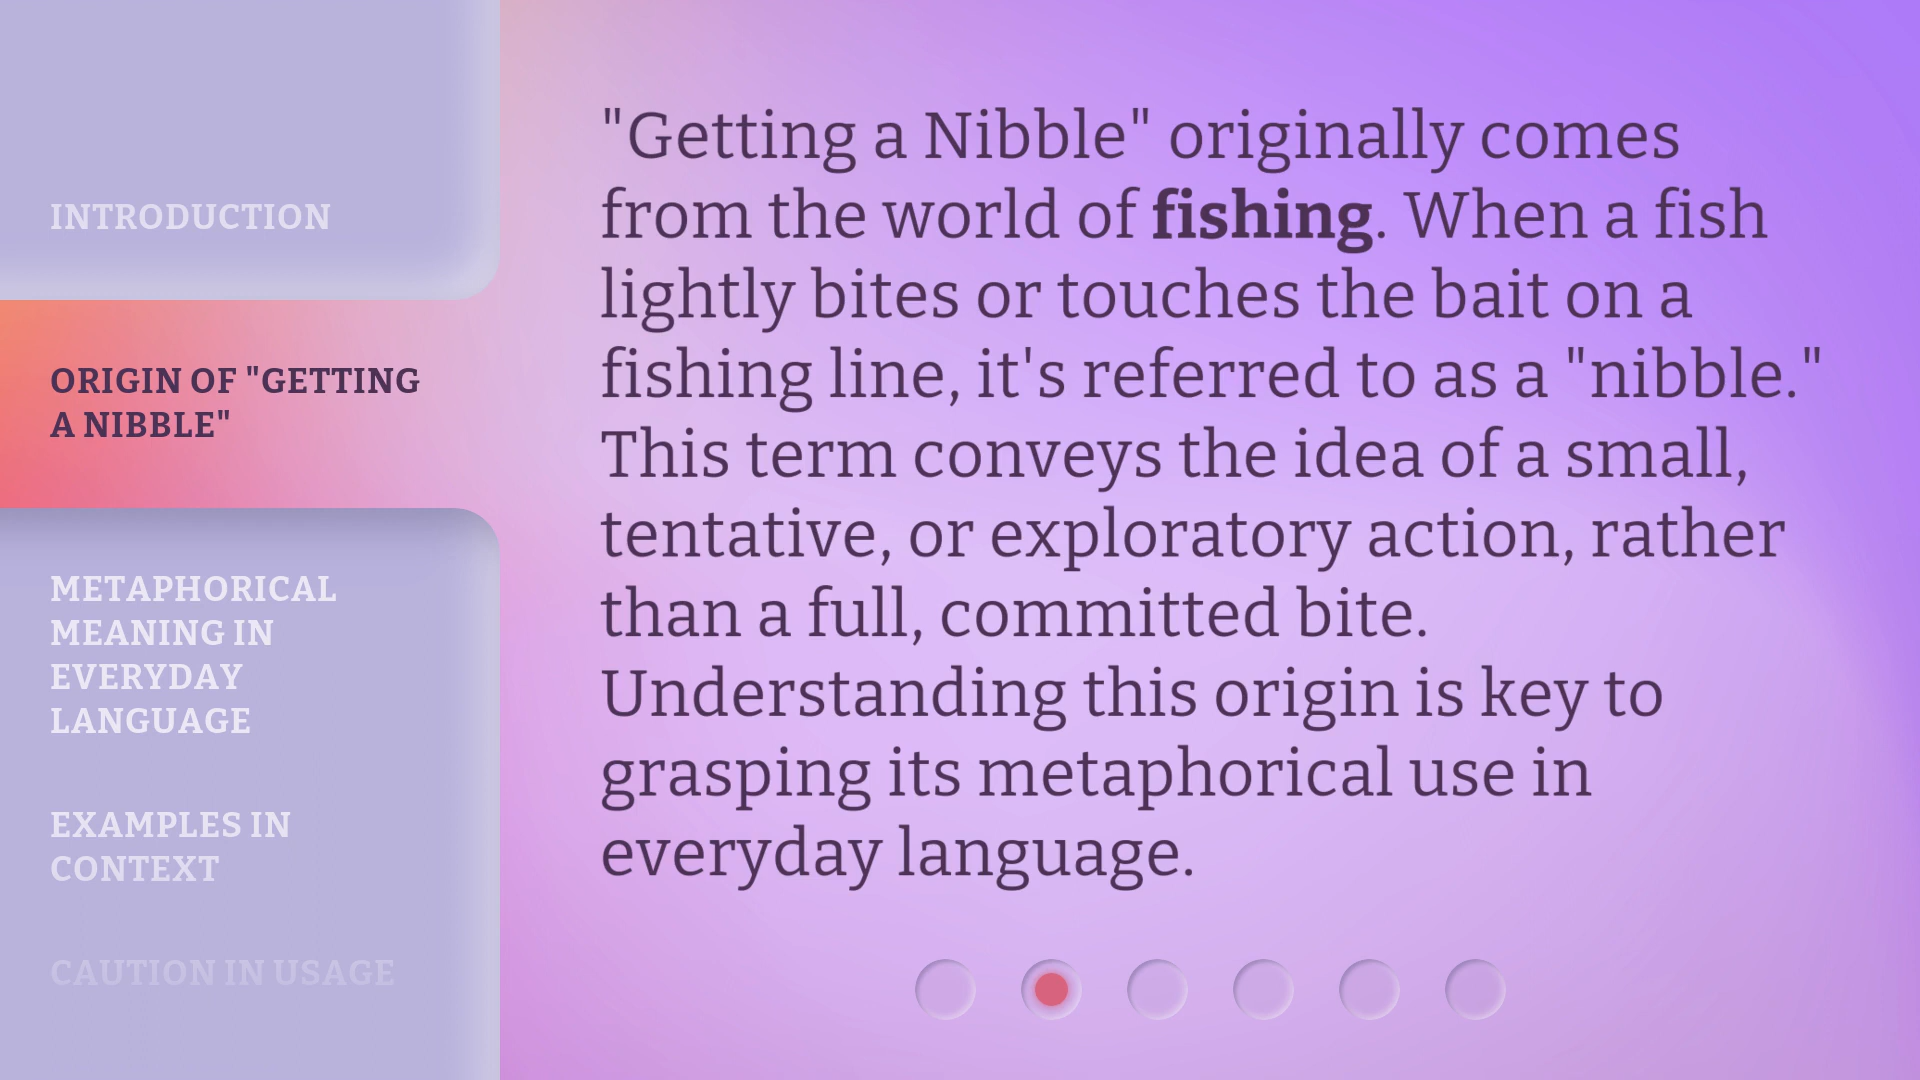 INTRODUCTION
ORIGIN OF "GETTING
A NIBBLE"
METAPHORICAL
MEANING IN
EVERYDAY
LANGUAGE
EXAMPLES IN
CONTEXT
CAUTION IN USAGE
"Getting a Nibble" originally comes
from the world of fishing. When a fish
lightly bites or touches the bait on a
fishing line, it's referred to as a "nibble."
This term conveys the idea of a small,
tentative, or exploratory action, rather
than a full, committed bite.
Understanding this origin is key to
grasping its metaphorical use in
everyday language.